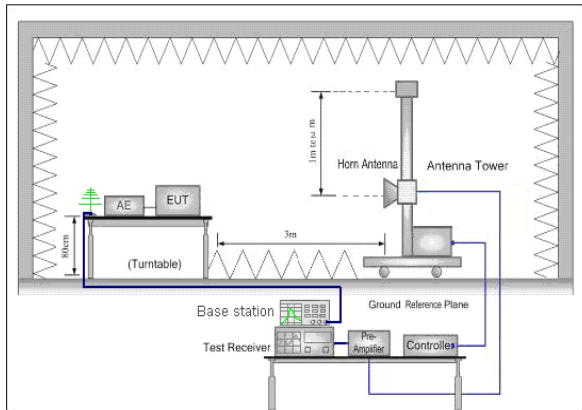 1m to 2 m
Horn Antenna
Antenna Tower
AE
EUT
80cm
(Turntable)
3m
Ground Reference Plane
Base station
Test Receiver
Pre-
Amplifier
Controller